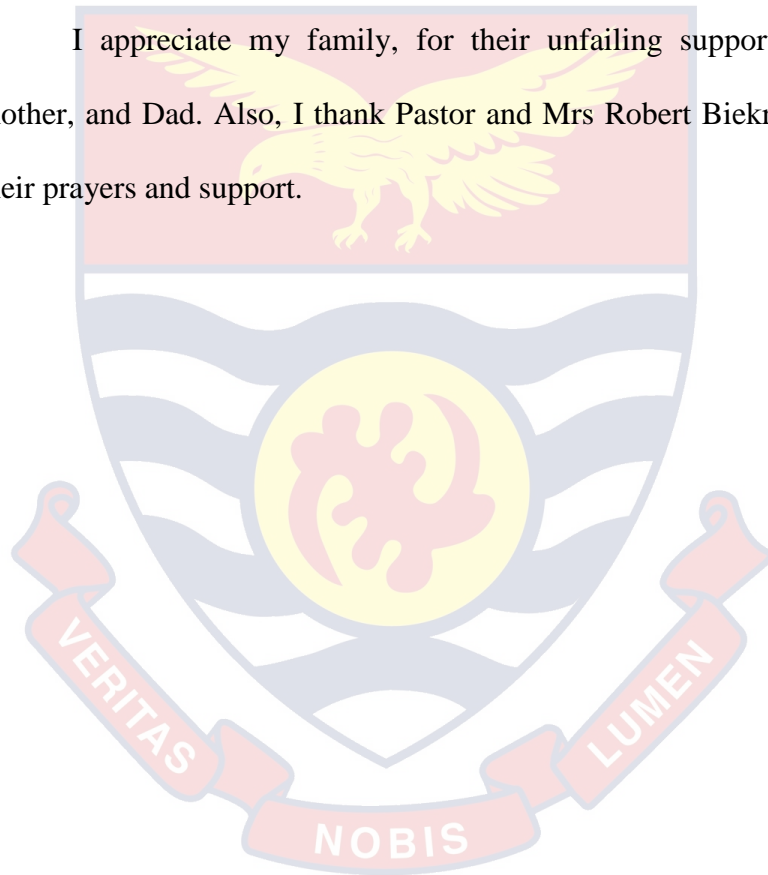 I appreciate my family, for their unfailing suppor
other, and Dad. Also, I thank Pastor and Mrs Robert Biekr
eir prayers and support.
VERITAS
NOBIS
LUMEN